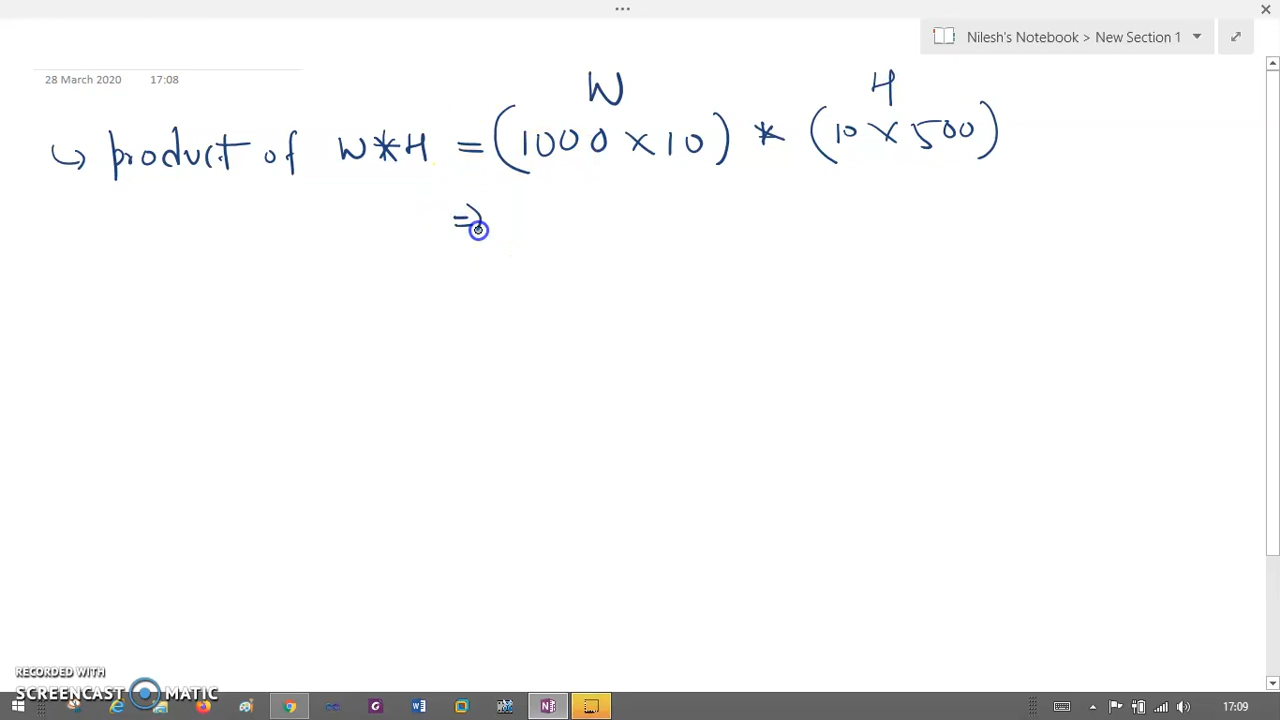 Nilesh's Notebook > New Section 1
28 March 2020 17:08
W H
↳ product of W*H = (1000 × 10) * (10 × 500)
⇒
RECORDED WITH
SCREENCAST MATIC
17:09